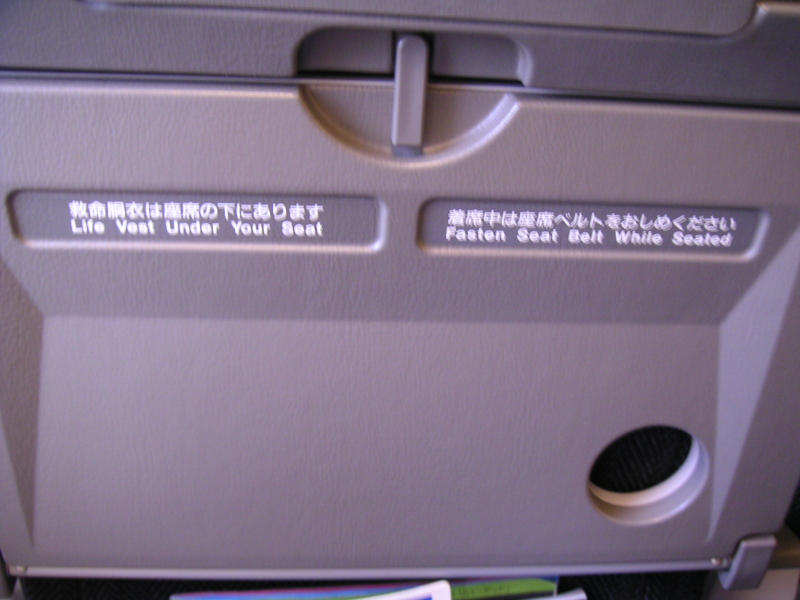 救命胴衣は座席の下にあります
Life Vest Under Your Seat
着席中は座席ベルトをおしめください
Fasten Seat Belt While Seated